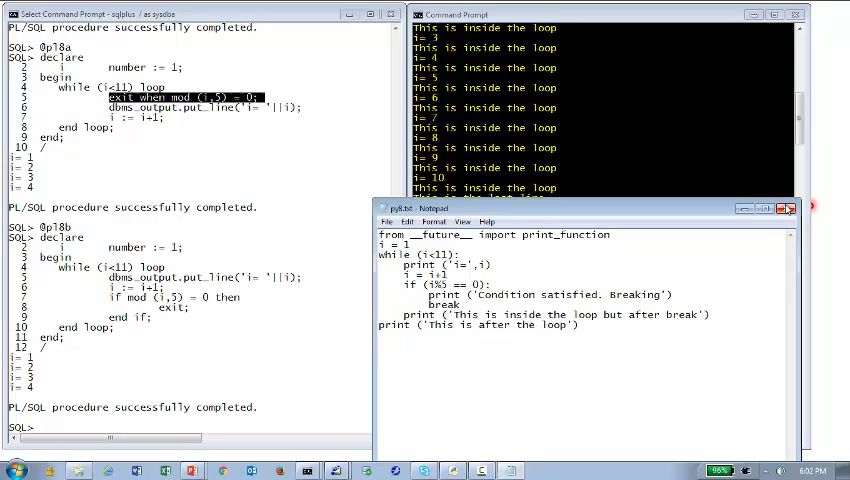 Select Command Prompt - sqlplus / as sysdba
PL/SQL procedure successfully completed.
SQL> @pl8a
SQL> declare
2 i number := 1;
3 begin
4 while (i<11) loop
5 exit when mod (i,5) = 0;
6 dbms_output.put_line('i= '||i);
7 i := i+1;
8 end loop;
9 end;
10 /
i= 1
i= 2
i= 3
i= 4
PL/SQL procedure successfully completed.
SQL> @pl8b
SQL> declare
2 i number := 1;
3 begin
4 while (i<11) loop
5 dbms_output.put_line('i= '||i);
6 i := i+1;
7 if mod (i,5) = 0 then
8 exit;
9 end if;
10 end loop;
11 end;
12 /
i= 1
i= 2
i= 3
i= 4
PL/SQL procedure successfully completed.
SQL>
Command Prompt
This is inside the loop
i= 3
This is inside the loop
i= 4
This is inside the loop
i= 5
This is inside the loop
i= 6
This is inside the loop
i= 7
This is inside the loop
i= 8
This is inside the loop
i= 9
This is inside the loop
i= 10
This is inside the loop
This is the last line
py8.txt - Notepad
File Edit Format View Help
from __future__ import print_function
i = 1
while (i<11):
print ('i=',i)
i = i+1
if (i%5 == 0):
print ('Condition satisfied. Breaking')
break
print ('This is inside the loop but after break')
print ('This is after the loop')
96%
6:02 PM